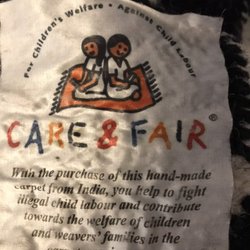 For Children's Welfare • Against Child Labour
CARE & FAIR®
With the purchase of this hand-made
carpet from India, you help to fight
illegal child labour and contribute
towards the welfare of children
and weavers' families in the